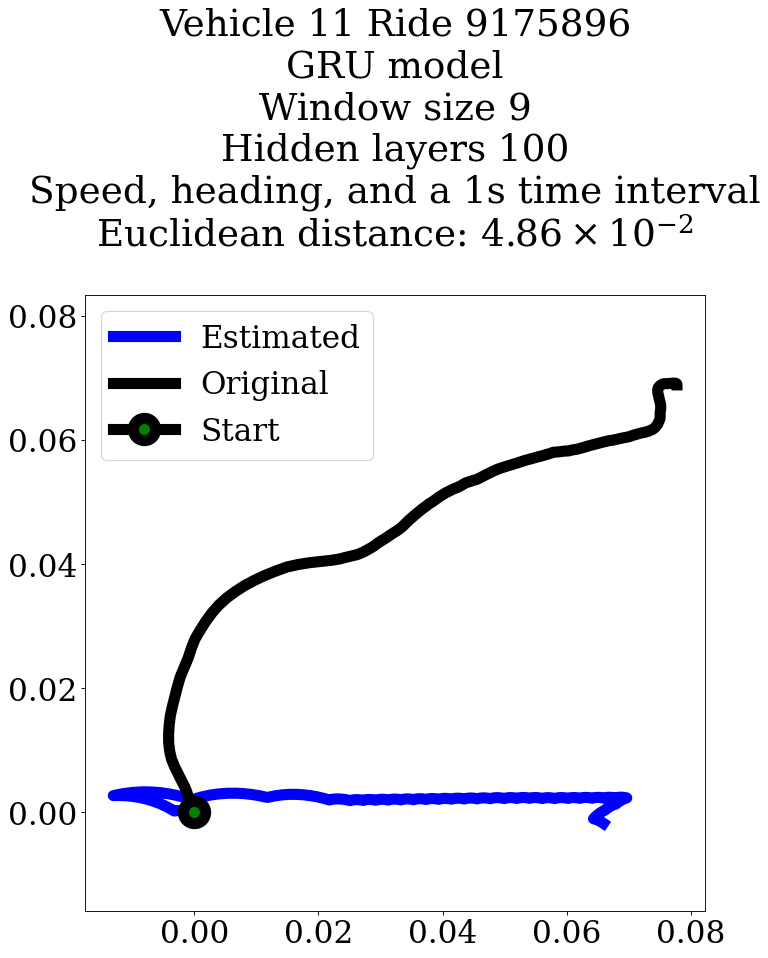 Vehicle 11 Ride 9175896
GRU model
Window size 9
Hidden layers 100
Speed, heading, and a 1s time interval
Euclidean distance: 4.86 × 10⁻²
Estimated
Original
Start
0.08
0.06
0.04
0.02
0.00
0.00 0.02 0.04 0.06 0.08